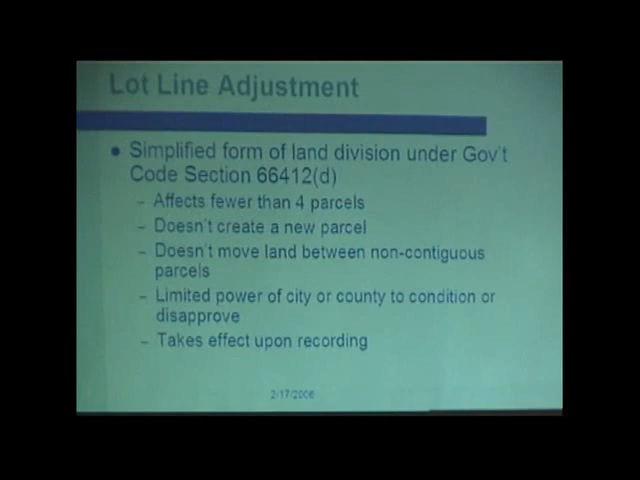 Lot Line Adjustment
• Simplified form of land division under Gov't
Code Section 66412(d)
– Affects fewer than 4 parcels
– Doesn't create a new parcel
– Doesn't move land between non-contiguous
parcels
– Limited power of city or county to condition or
disapprove
– Takes effect upon recording
2/17/2006